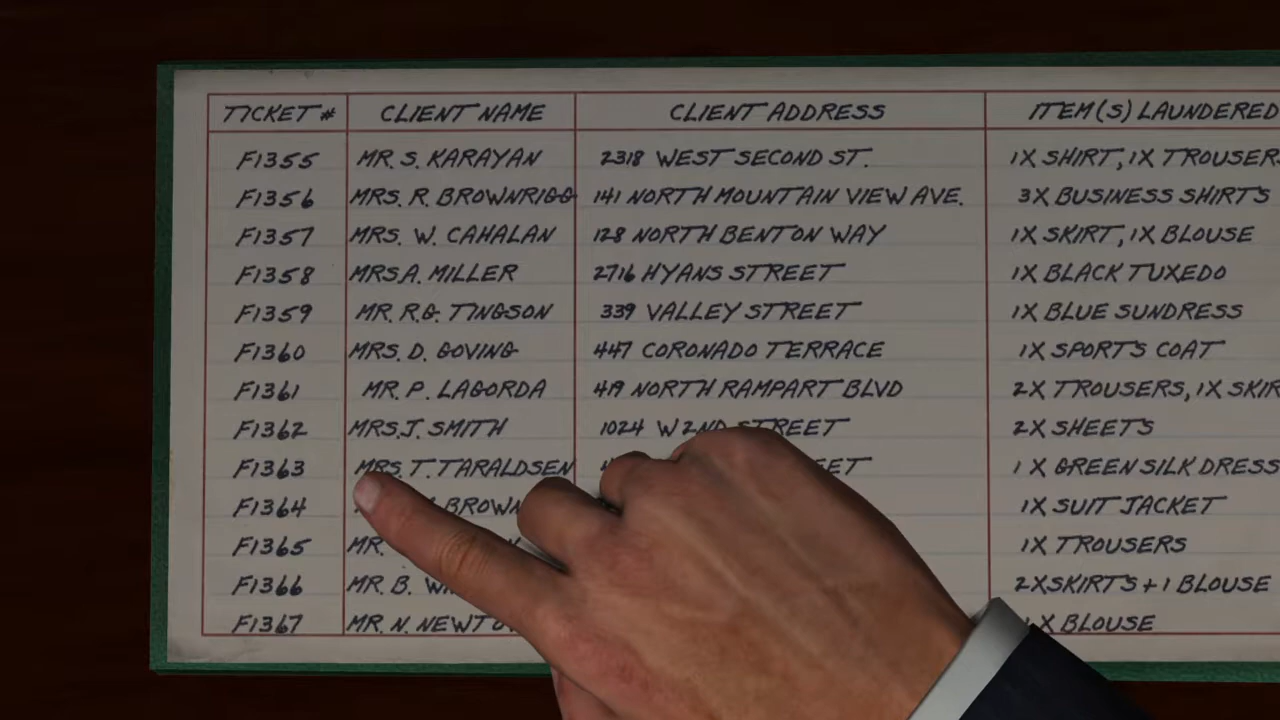 TICKET # CLIENT NAME CLIENT ADDRESS ITEM(S) LAUNDERED
F1355 MR. S. KARAYAN 2318 WEST SECOND ST. 1X SHIRT, 1X TROUSERS
F1356 MRS. R. BROWNRIGG 141 NORTH MOUNTAIN VIEW AVE. 3X BUSINESS SHIRTS
F1357 MRS. W. CAHALAN 128 NORTH BENTON WAY 1X SKIRT, 1X BLOUSE
F1358 MRS A. MILLER 2716 HYANS STREET 1X BLACK TUXEDO
F1359 MR. R.G. TINGSON 339 VALLEY STREET 1X BLUE SUNDRESS
F1360 MRS. D. GOVING 447 CORONADO TERRACE 1X SPORTS COAT
F1361 MR. P. LAGORDA 419 NORTH RAMPART BLVD 2X TROUSERS, 1X SKIR
F1362 MRS. J. SMITH 1024 W 2ND STREET 2X SHEETS
F1363 MRS. T. TARALDSEN 1X GREEN SILK DRESS
F1364 BROWN 1X SUIT JACKET
F1365 MR. 1X TROUSERS
F1366 MR. B. 2X SKIRTS + 1 BLOUSE
F1367 MR. N. X BLOUSE